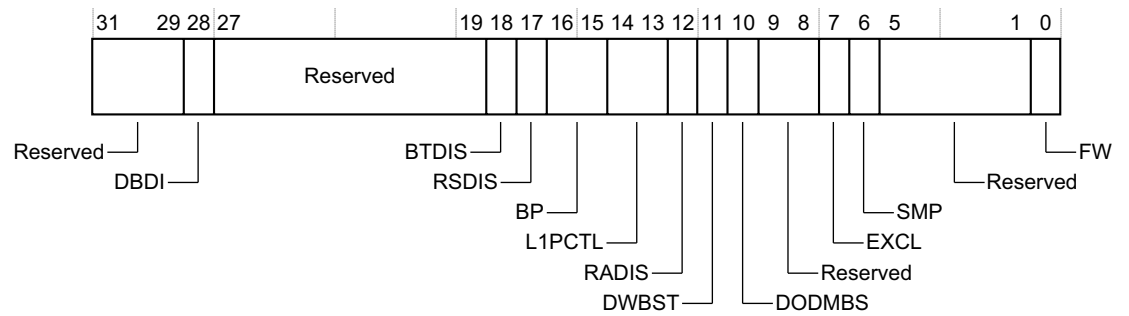 31 29 28 27 19 18 17 16 15 14 13 12 11 10 9 8 7 6 5 1 0
Reserved
Reserved BTDIS FW
DBDI RSDIS Reserved
BP SMP
L1PCTL EXCL
RADIS Reserved
DWBST DODMBS